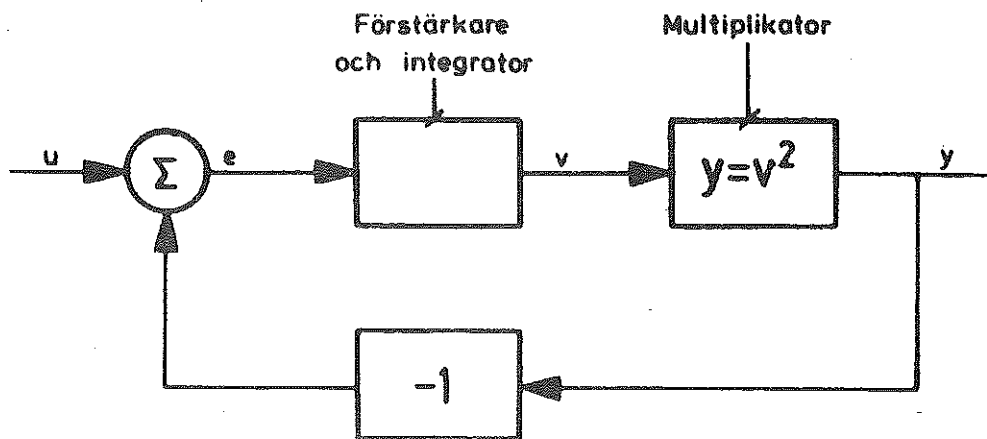 Förstärkare
och integrator
Multiplikator
u
Σ
e
v
y=v²
y
-1